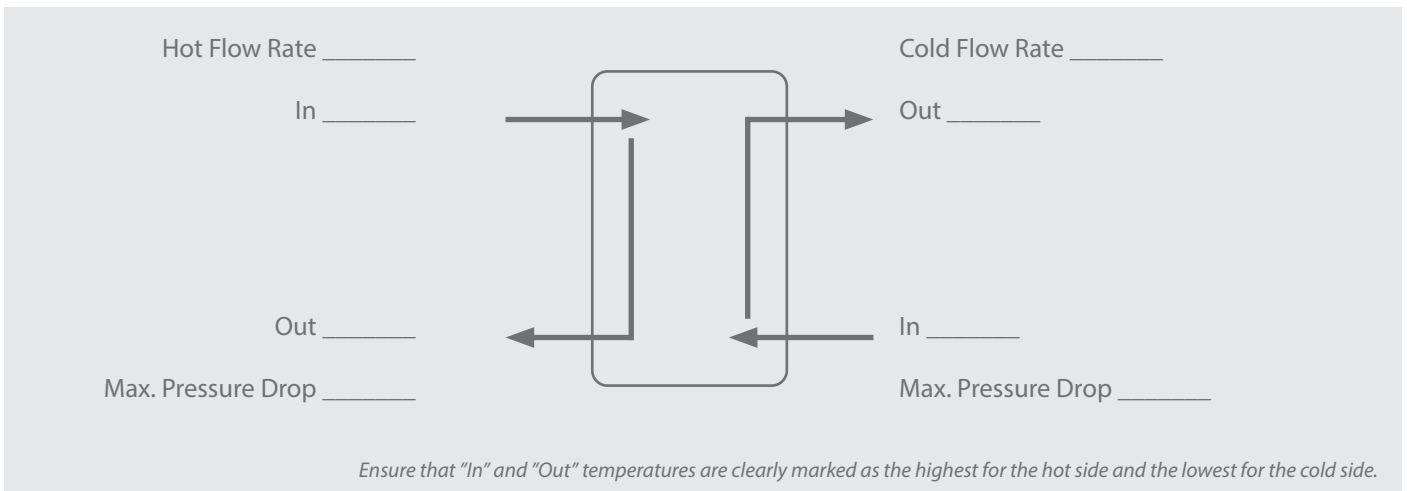 Hot Flow Rate _______ Cold Flow Rate _______
In _______ Out _______
Out _______ In _______
Max. Pressure Drop _______ Max. Pressure Drop _______
Ensure that "In" and "Out" temperatures are clearly marked as the highest for the hot side and the lowest for the cold side.